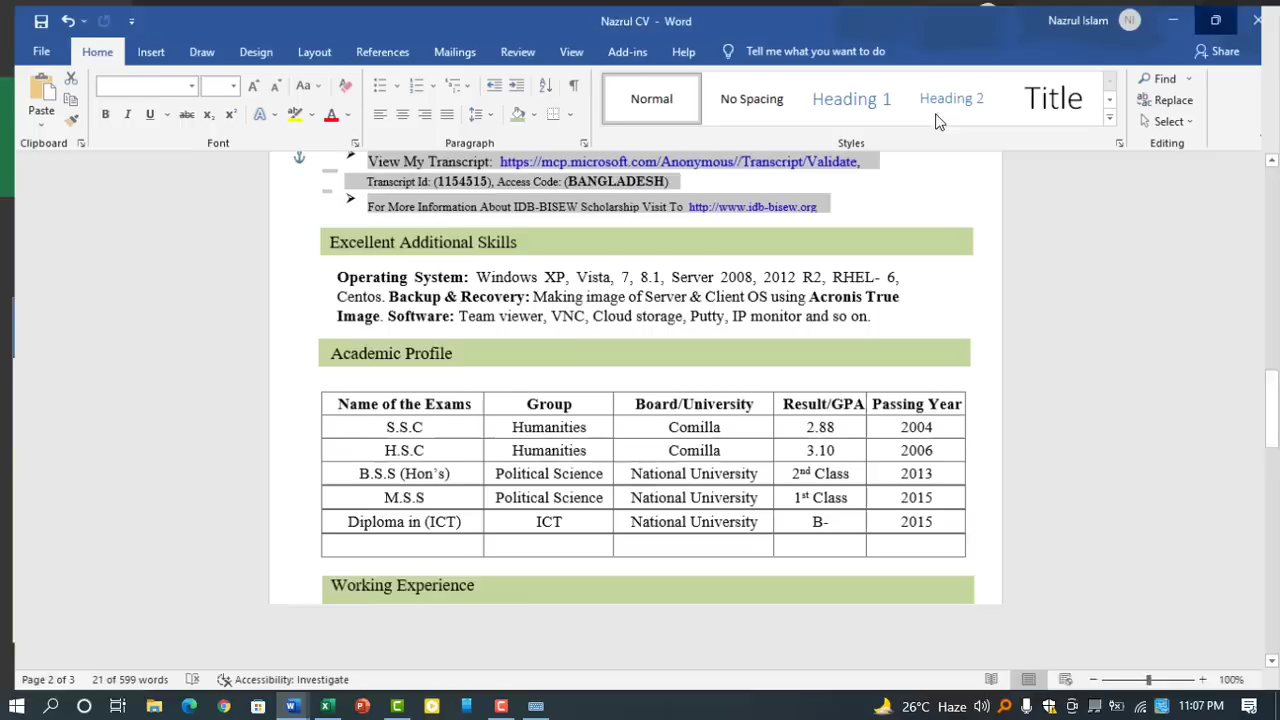 Nazrul CV - Word
Nazrul Islam
NI
File Home Insert Draw Design Layout References Mailings Review View Add-ins Help Tell me what you want to do Share
Paste
B I U abc x₂ x² A A
Aa
Normal No Spacing Heading 1 Heading 2 Title
Find
Replace
Select
Clipboard Font Paragraph Styles Editing
View My Transcript: https://mcp.microsoft.com/Anonymous//Transcript/Validate,
Transcript Id: (1154515), Access Code: (BANGLADESH)
For More Information About IDB-BISEW Scholarship Visit To http://www.idb-bisew.org
Excellent Additional Skills
Operating System: Windows XP, Vista, 7, 8.1, Server 2008, 2012 R2, RHEL- 6,
Centos. Backup & Recovery: Making image of Server & Client OS using Acronis True
Image. Software: Team viewer, VNC, Cloud storage, Putty, IP monitor and so on.
Academic Profile
Name of the Exams Group Board/University Result/GPA Passing Year
S.S.C Humanities Comilla 2.88 2004
H.S.C Humanities Comilla 3.10 2006
B.S.S (Hon’s) Political Science National University 2nd Class 2013
M.S.S Political Science National University 1st Class 2015
Diploma in (ICT) ICT National University B- 2015
Working Experience
Page 2 of 3 21 of 599 words Accessibility: Investigate 100%
26°C Haze 11:07 PM